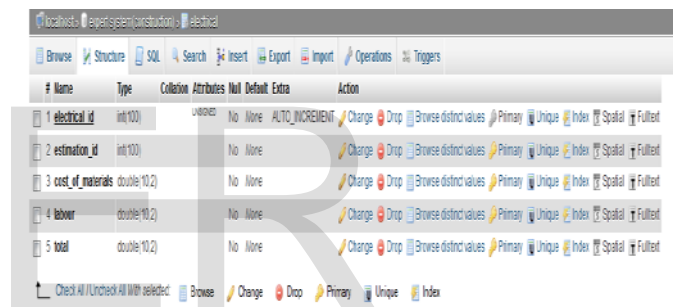 localhost » expert system(construction) » electrical
Browse Structure SQL Search Insert Export Import Operations Triggers
# Name Type Collation Attributes Null Default Extra Action
1 electrical_id int(100) UNSIGNED No None AUTO_INCREMENT Change Drop Browse distinct values Primary Unique Index Spatial Fulltext
2 estimation_id int(100) No None Change Drop Browse distinct values Primary Unique Index Spatial Fulltext
3 cost_of_materials double(10,2) No None Change Drop Browse distinct values Primary Unique Index Spatial Fulltext
4 labour double(10,2) No None Change Drop Browse distinct values Primary Unique Index Spatial Fulltext
5 total double(10,2) No None Change Drop Browse distinct values Primary Unique Index Spatial Fulltext
Check All / Uncheck All With selected: Browse Change Drop Primary Unique Index